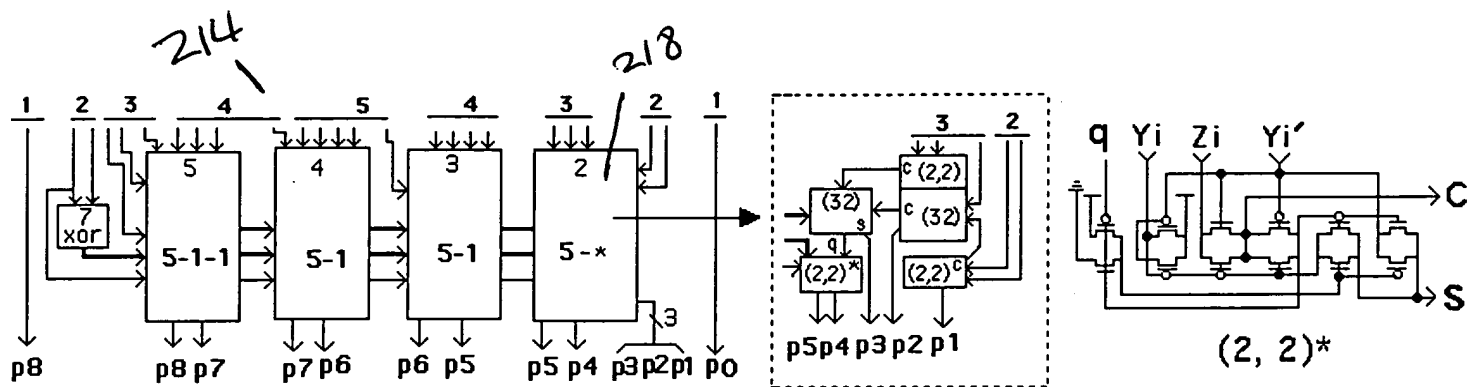 214
218
1 2 3 4 5 4 3 2 1
5 4 3 2
7
xor
5-1-1 5-1 5-1 5-*
3
p8 p8 p7 p7 p6 p6 p5 p5 p4 p3 p2 p1 p0
3 2
c (2,2)
(32) c (32)
s
q
(2,2)* (2,2) c
p5 p4 p3 p2 p1
q Yi Zi Yi′
C
S
(2, 2)*